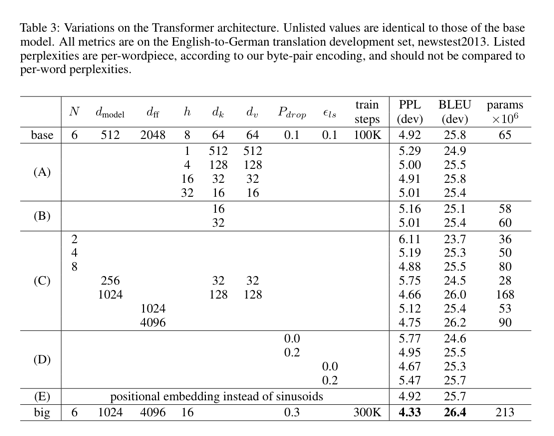 Table 3: Variations on the Transformer architecture. Unlisted values are identical to those of the base
model. All metrics are on the English-to-German translation development set, newstest2013. Listed
perplexities are per-wordpiece, according to our byte-pair encoding, and should not be compared to
per-word perplexities.
N d_model d_ff h d_k d_v P_drop ϵ_ls train steps PPL (dev) BLEU (dev) params ×10^6
base 6 512 2048 8 64 64 0.1 0.1 100K 4.92 25.8 65
(A)
1 512 512 5.29 24.9
4 128 128 5.00 25.5
16 32 32 4.91 25.8
32 16 16 5.01 25.4
(B)
16 5.16 25.1 58
32 5.01 25.4 60
(C)
2 6.11 23.7 36
4 5.19 25.3 50
8 4.88 25.5 80
256 32 32 5.75 24.5 28
1024 128 128 4.66 26.0 168
1024 5.12 25.4 53
4096 4.75 26.2 90
(D)
0.0 5.77 24.6
0.2 4.95 25.5
0.0 4.67 25.3
0.2 5.47 25.7
(E) positional embedding instead of sinusoids 4.92 25.7
big 6 1024 4096 16 0.3 300K 4.33 26.4 213